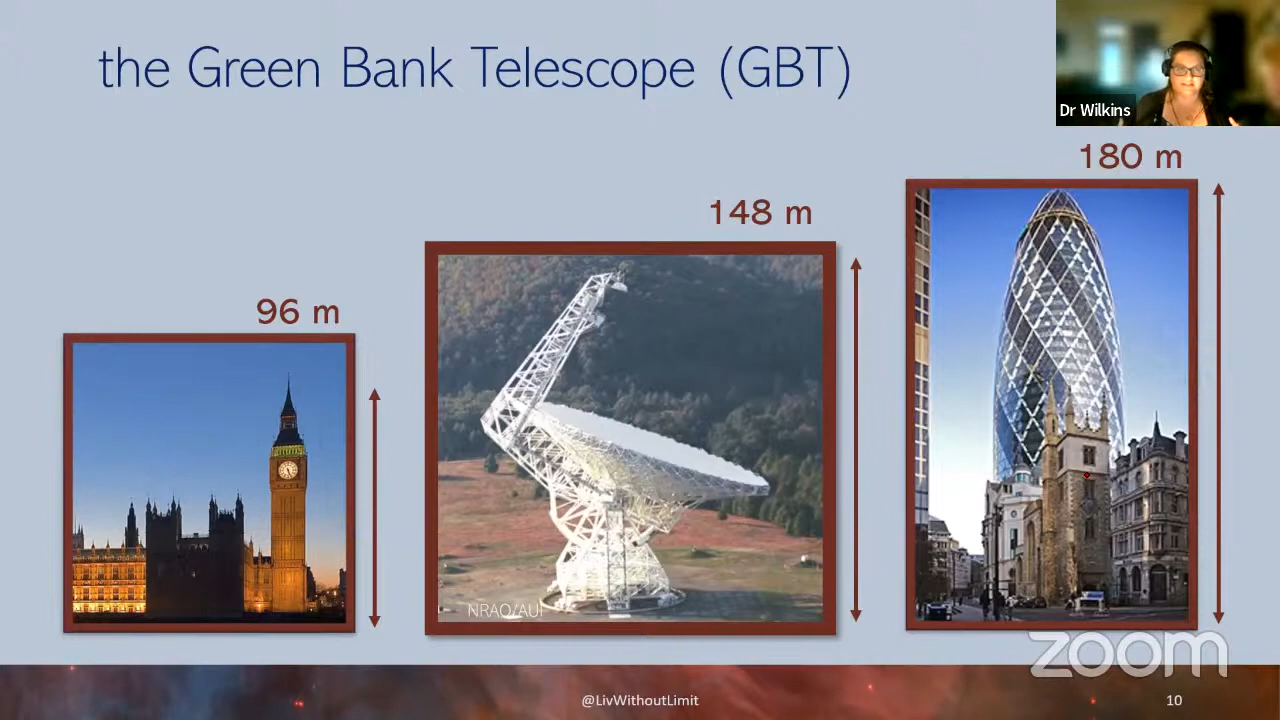 the Green Bank Telescope (GBT)
Dr Wilkins
180 m
148 m
96 m
NRAO/AUI
zoom
@LivWithoutLimit
10